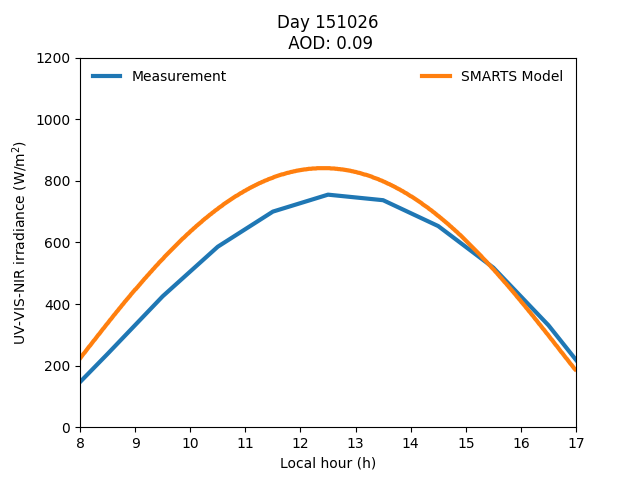 Day 151026
AOD: 0.09
Measurement
SMARTS Model
UV-VIS-NIR irradiance (W/m²)
1200
1000
800
600
400
200
0
8 9 10 11 12 13 14 15 16 17
Local hour (h)